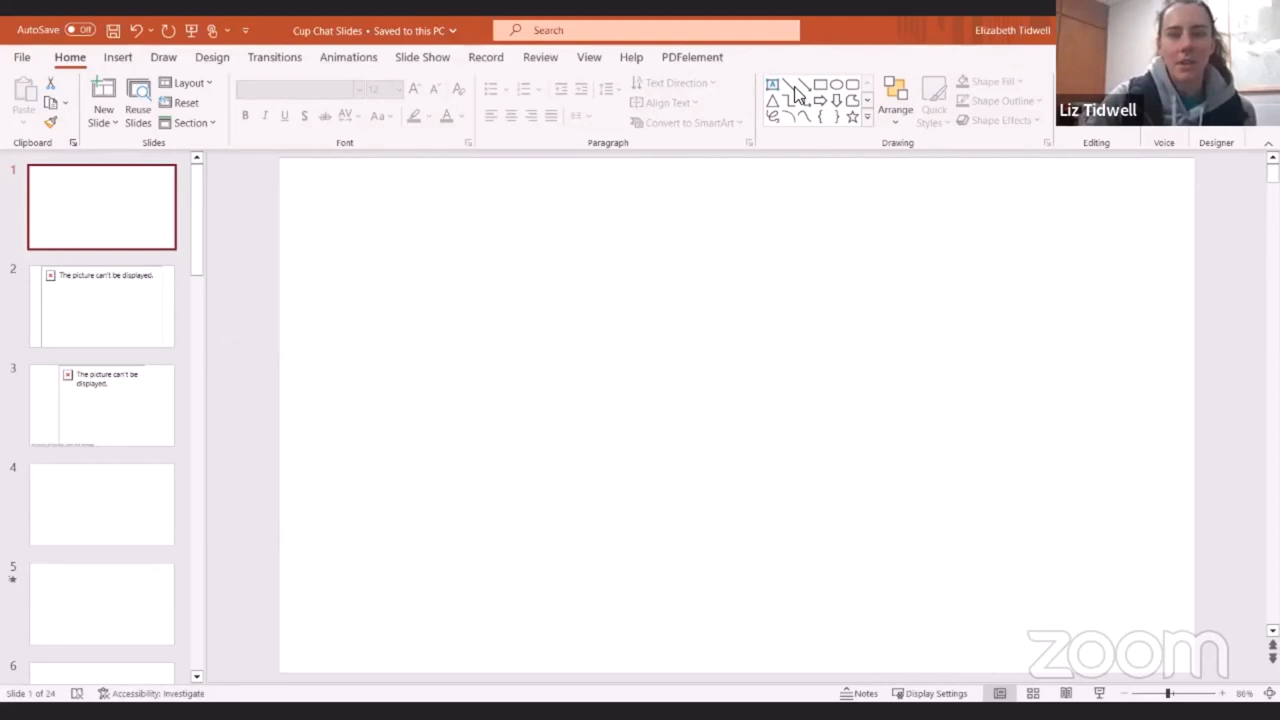 AutoSave Off Cup Chat Slides • Saved to this PC Search Elizabeth Tidwell
File Home Insert Draw Design Transitions Animations Slide Show Record Review View Help PDFelement
Paste New Slide Reuse Slides Layout Reset Section 12 Text Direction Align Text Convert to SmartArt Arrange Quick Styles Shape Fill Shape Outline Shape Effects
Liz Tidwell
Clipboard Slides Font Paragraph Drawing Editing Voice Designer
1
2
The picture can't be displayed.
3
The picture can't be
displayed.
4
5
6
zoom
Slide 1 of 24 Accessibility: Investigate Notes Display Settings 86%